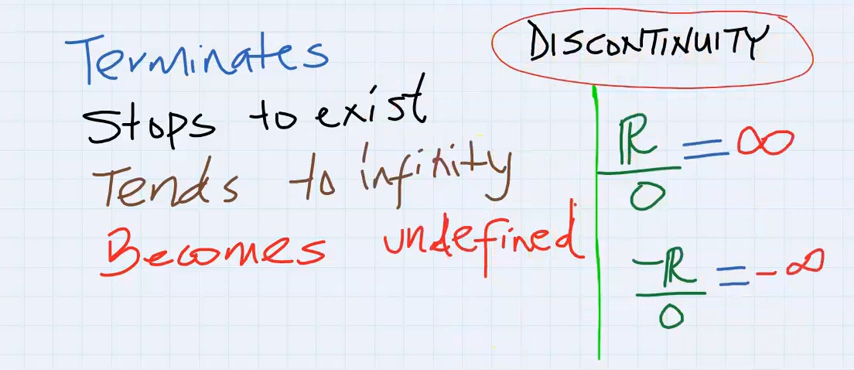 Terminates
Stops to exist
Tends to infinity
Becomes undefined
DISCONTINUITY
ℝ/0 = ∞
-ℝ/0 = -∞